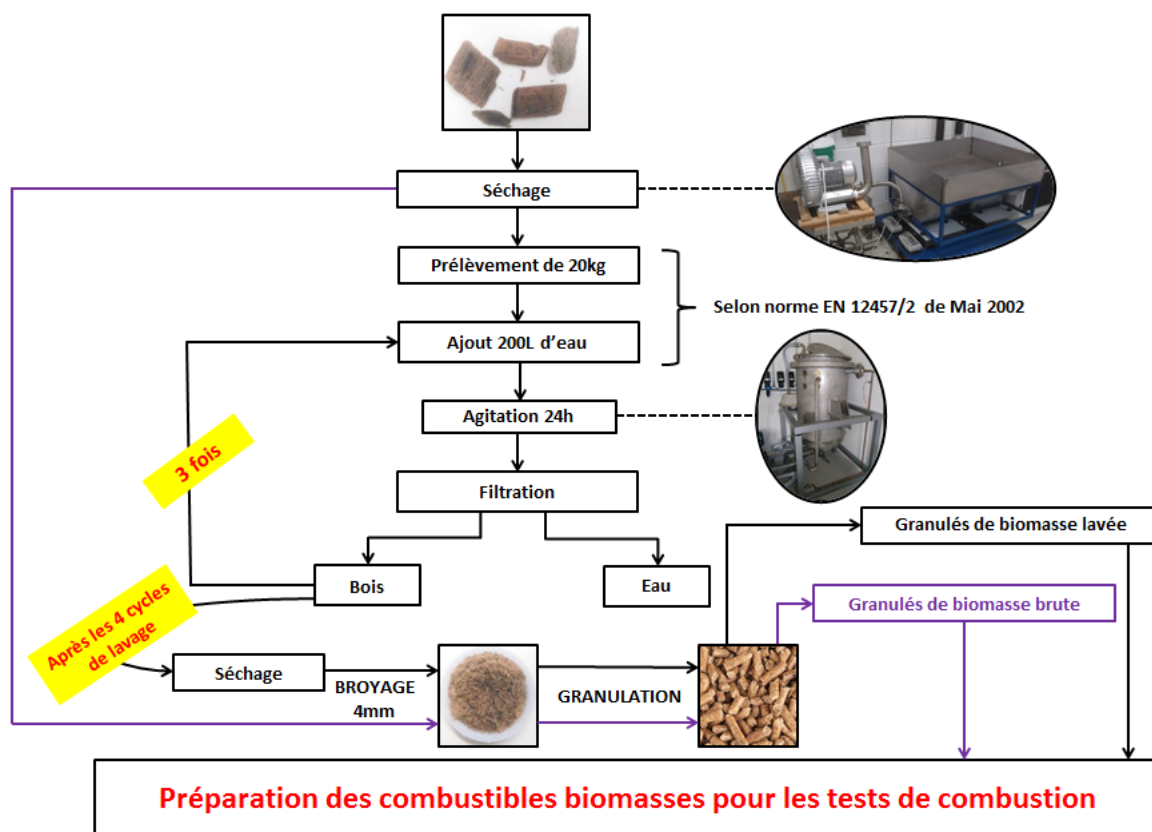 Séchage
Prélèvement de 20kg
Selon norme EN 12457/2 de Mai 2002
Ajout 200L d’eau
Agitation 24h
3 fois
Filtration
Granulés de biomasse lavée
Bois
Eau
Granulés de biomasse brute
Après les 4 cycles
de lavage
Séchage
BROYAGE
4mm
GRANULATION
Préparation des combustibles biomasses pour les tests de combustion